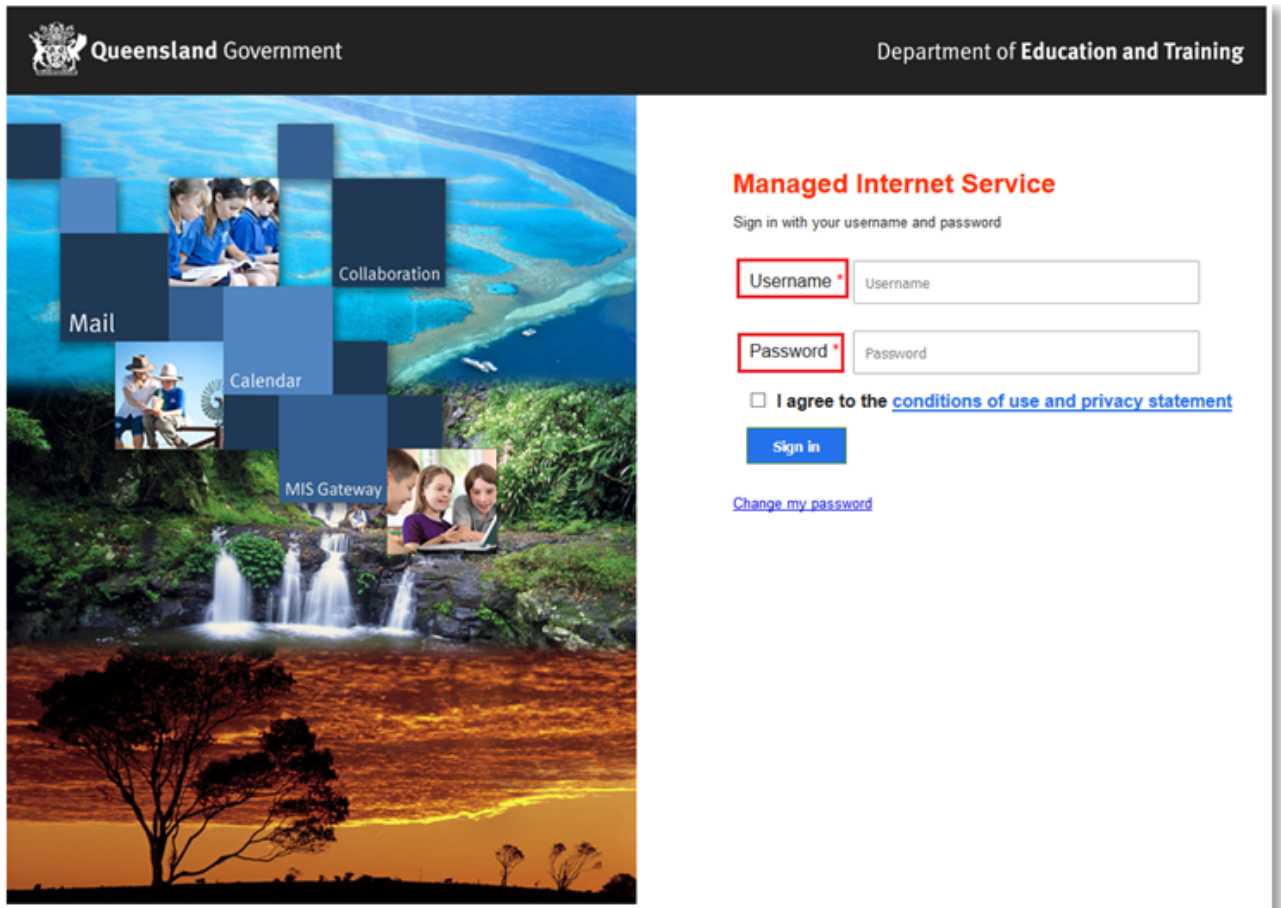 Queensland Government
Department of Education and Training
Collaboration
Mail
Calendar
MIS Gateway
Managed Internet Service
Sign in with your username and password
Username *
Username
Password *
Password
I agree to the conditions of use and privacy statement
Sign in
Change my password